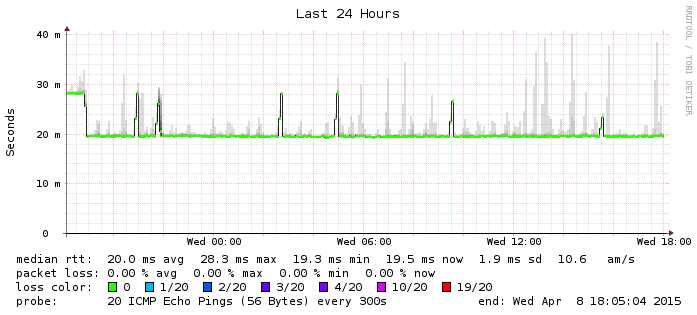 Last 24 Hours
RRDTOOL / TOBI OETIKER
Seconds
40 m
30 m
20 m
10 m
0
Wed 00:00 Wed 06:00 Wed 12:00 Wed 18:00
median rtt: 20.0 ms avg 28.3 ms max 19.3 ms min 19.5 ms now 1.9 ms sd 10.6 am/s
packet loss: 0.00 % avg 0.00 % max 0.00 % min 0.00 % now
loss color: 0 1/20 2/20 3/20 4/20 10/20 19/20
probe: 20 ICMP Echo Pings (56 Bytes) every 300s end: Wed Apr 8 18:05:04 2015